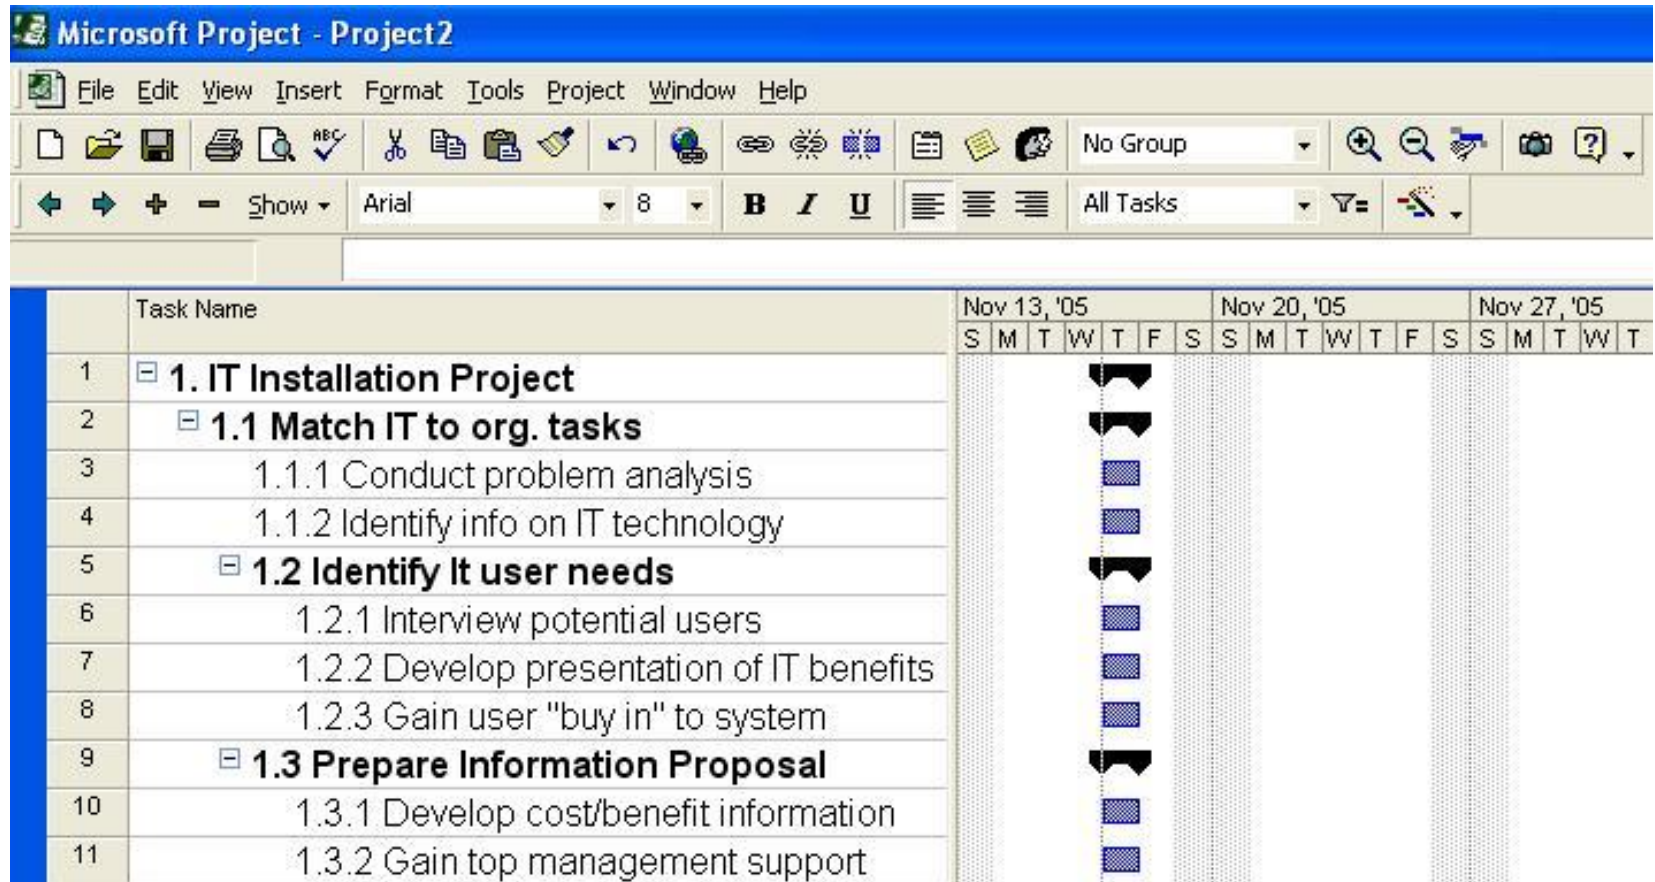 Microsoft Project - Project2
File Edit View Insert Format Tools Project Window Help
ABC No Group ?
Show Arial 8 B I U All Tasks
Task Name Nov 13, '05 Nov 20, '05 Nov 27, '05
S M T W T F S S M T W T F S S M T W T
1 1. IT Installation Project
2 1.1 Match IT to org. tasks
3 1.1.1 Conduct problem analysis
4 1.1.2 Identify info on IT technology
5 1.2 Identify It user needs
6 1.2.1 Interview potential users
7 1.2.2 Develop presentation of IT benefits
8 1.2.3 Gain user "buy in" to system
9 1.3 Prepare Information Proposal
10 1.3.1 Develop cost/benefit information
11 1.3.2 Gain top management support